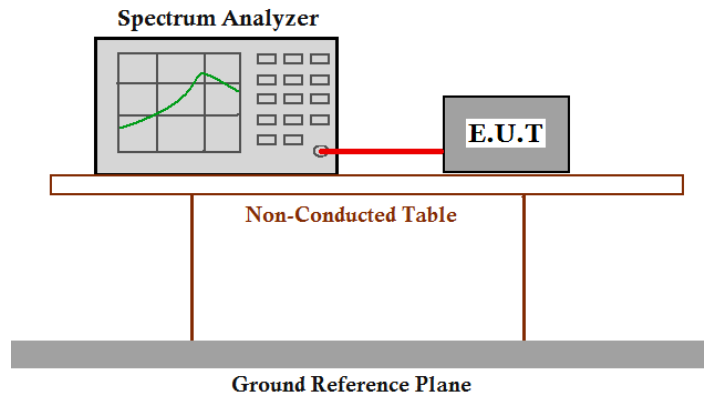 Spectrum Analyzer
E.U.T
Non-Conducted Table
Ground Reference Plane